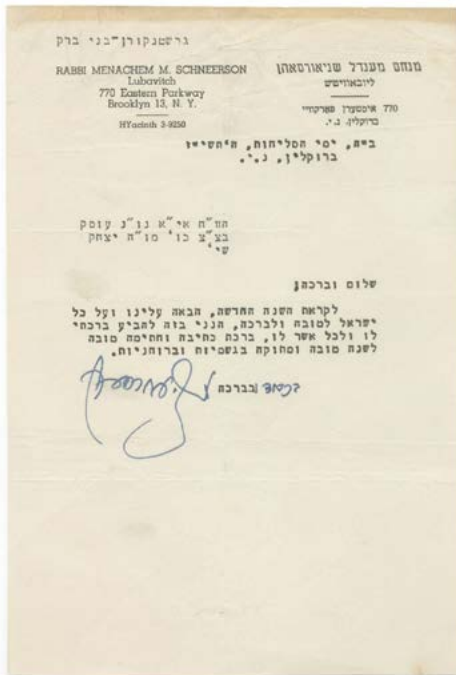 גרשטנקורן-בני ברק
RABBI MENACHEM M. SCHNEERSON
Lubavitch
770 Eastern Parkway
Brooklyn 13, N. Y.
HYacinth 3-9250
מנחם מענדל שניאורסאהן
ליובאוויטש
770 איסטערן פארקוויי
ברוקלין, נ. י.
ב"ה, ימי הסליחות, ה'תשי"ו
ברוקלין, נ.י.
הוו"ח אי"א נו"נ עוסק
בצ"צ כו' מו"ה יצחק
שי'
שלום וברכה:
לקראת השנה החדשה, הבאה עלינו ועל כל
ישראל לטובה ולברכה, הנני בזה להביע ברכתי
לו ולכל אשר לו, ברכת כתיבה וחתימה טובה
לשנה טובה ומתוקה בגשמיות וברוחניות.
בברכה